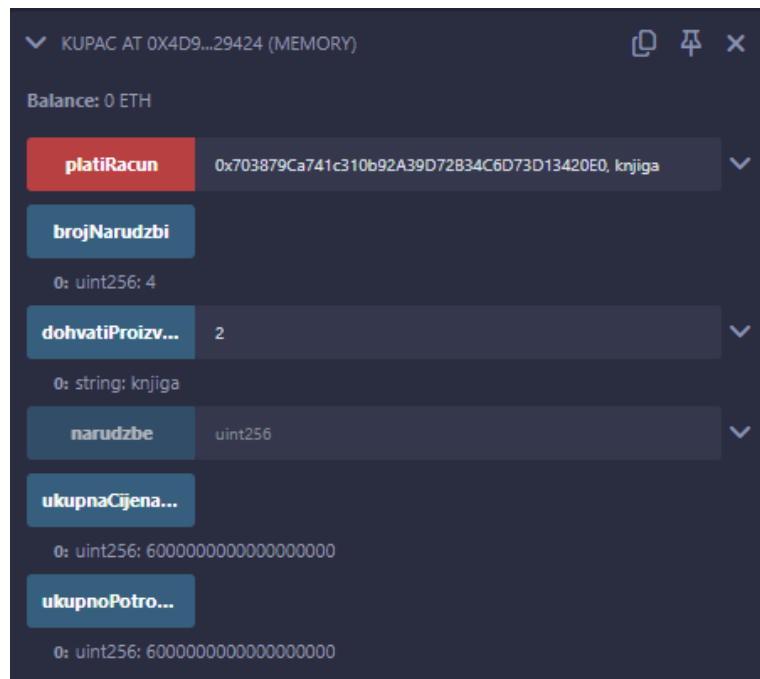 KUPAC AT 0X4D9...29424 (MEMORY)
Balance: 0 ETH
platiRacun 0x703879Ca741c310b92A39D72B34C6D73D13420E0, knjiga
brojNarudzbi
0: uint256: 4
dohvatiProizv... 2
0: string: knjiga
narudzbe uint256
ukupnaCijena...
0: uint256: 6000000000000000000
ukupnoPotro...
0: uint256: 6000000000000000000